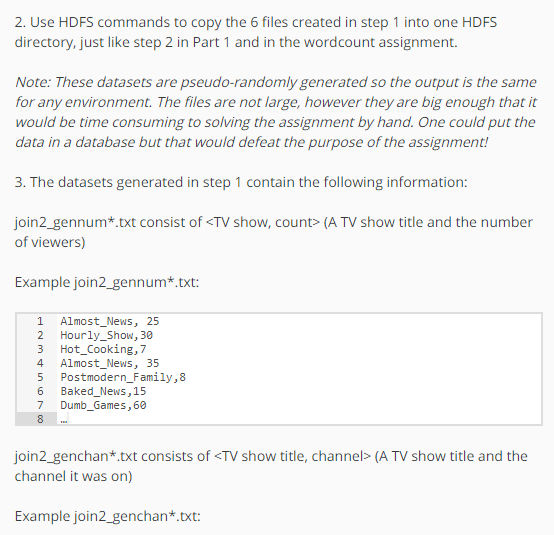 2. Use HDFS commands to copy the 6 files created in step 1 into one HDFS
directory, just like step 2 in Part 1 and in the wordcount assignment.
Note: These datasets are pseudo-randomly generated so the output is the same
for any environment. The files are not large, however they are big enough that it
would be time consuming to solving the assignment by hand. One could put the
data in a database but that would defeat the purpose of the assignment!
3. The datasets generated in step 1 contain the following information:
join2_gennum*.txt consist of <TV show, count> (A TV show title and the number
of viewers)
Example join2_gennum*.txt:
1 Almost_News, 25
2 Hourly_Show,30
3 Hot_Cooking,7
4 Almost_News, 35
5 Postmodern_Family,8
6 Baked_News,15
7 Dumb_Games,60
8 …
join2_genchan*.txt consists of <TV show title, channel> (A TV show title and the
channel it was on)
Example join2_genchan*.txt: